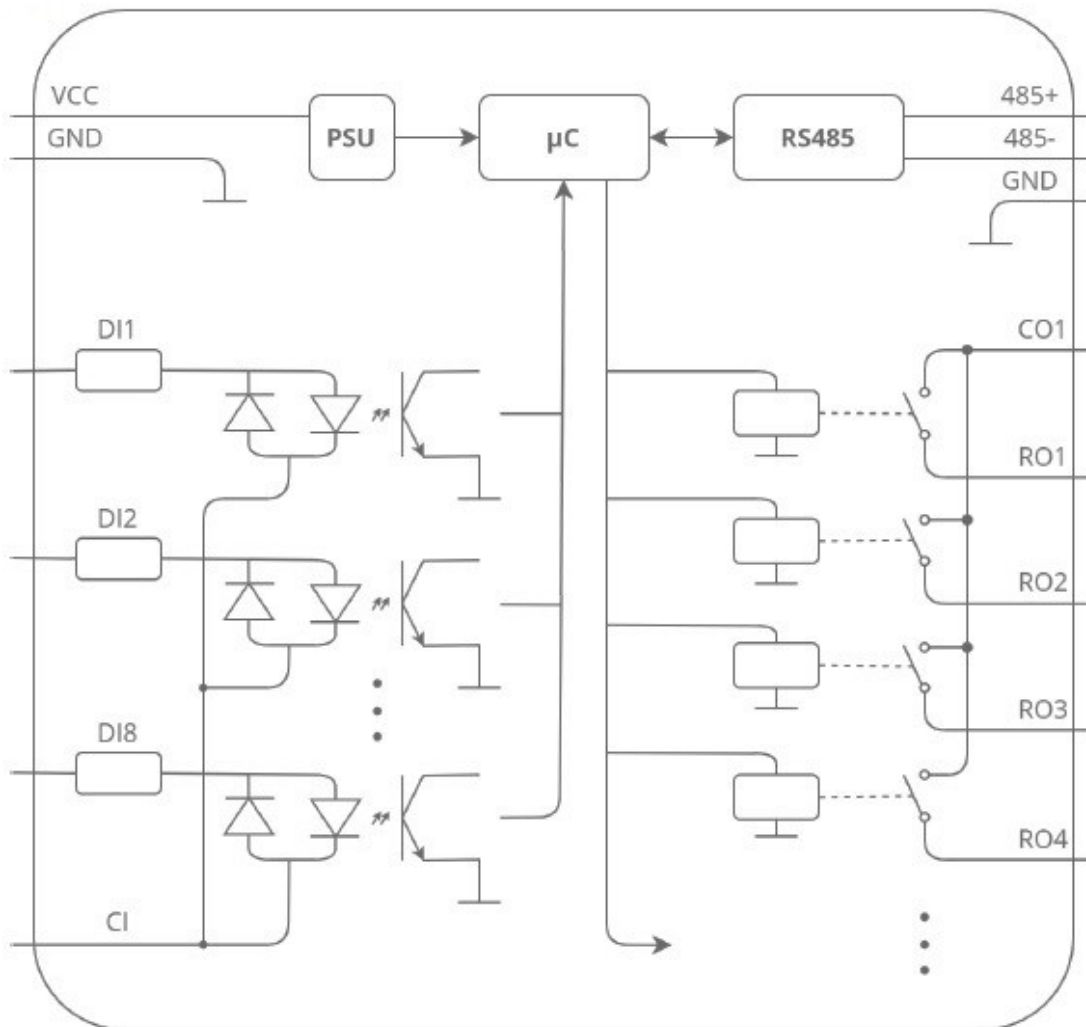 VCC
GND
PSU
µC
RS485
485+
485-
GND
DI1
DI2
DI8
CI
CO1
RO1
RO2
RO3
RO4